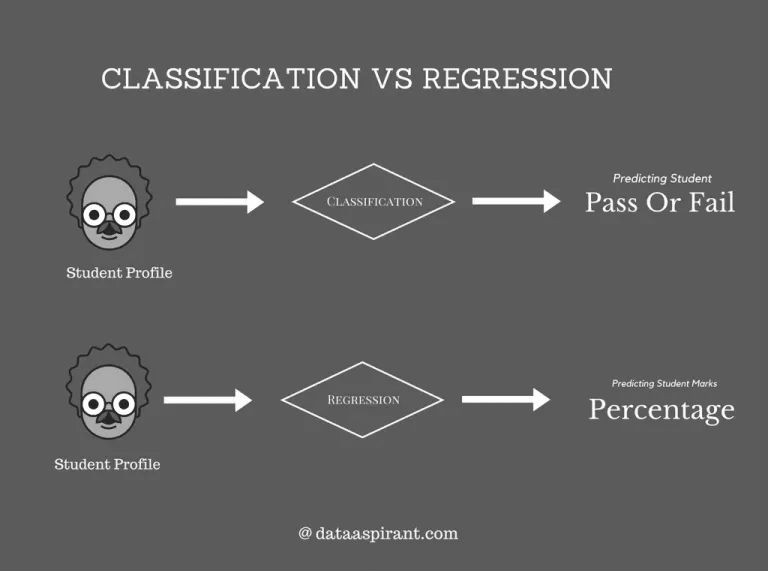 CLASSIFICATION VS REGRESSION
Student Profile
Classification
Predicting Student
Pass Or Fail
Student Profile
Regression
Predicting Student Marks
Percentage
@ dataaspirant.com